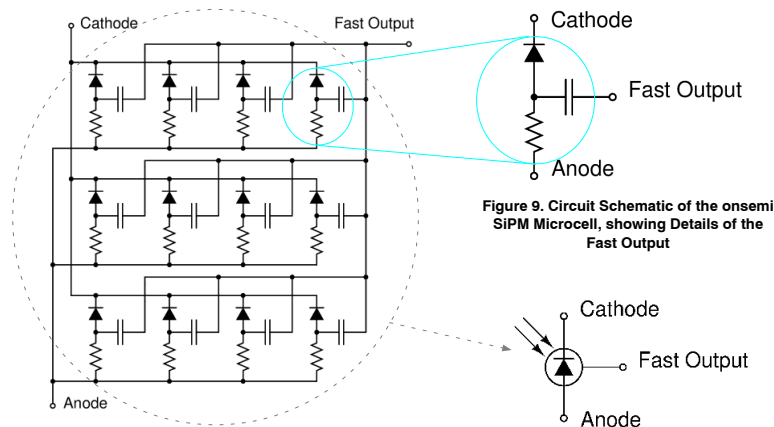 Cathode
Fast Output
Anode
Cathode
Fast Output
Anode
Figure 9. Circuit Schematic of the onsemi
SiPM Microcell, showing Details of the
Fast Output
Cathode
Fast Output
Anode